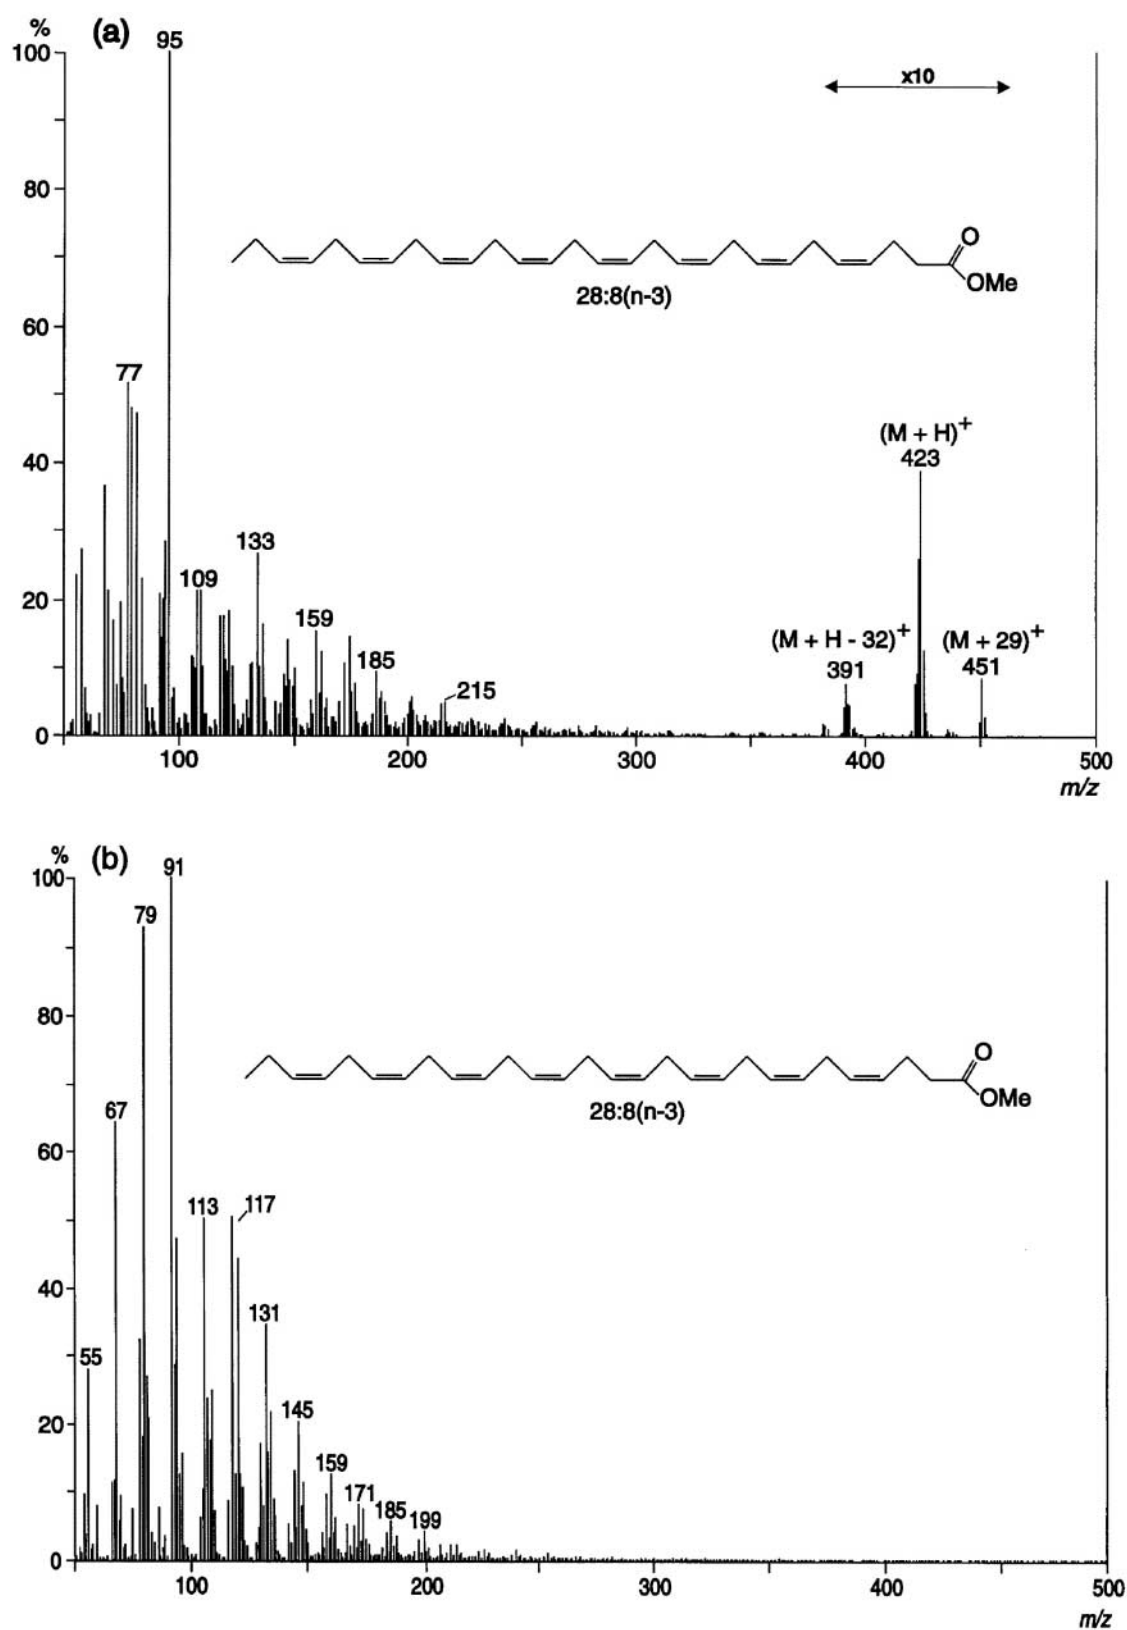 % (a) 95
100
x10
80
O
OMe
28:8(n-3)
60
77
(M + H)+
423
40
133
109
20
159
(M + H - 32)+ (M + 29)+
185 391 451
215
0
100 200 300 400 500
m/z
% (b) 91
100
79
80
O
OMe
67
28:8(n-3)
60
113 117
40
131
55
20
145
159
171
185 199
0
100 200 300 400 500
m/z